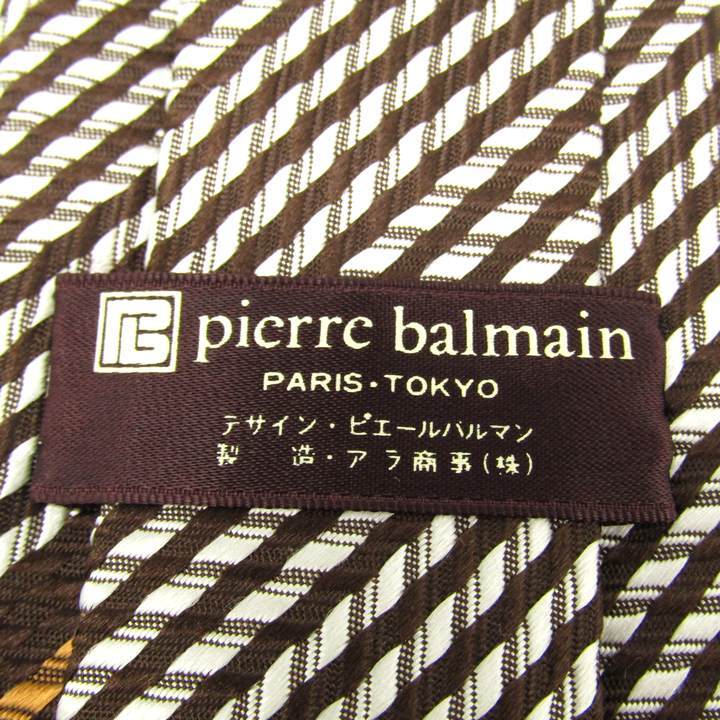 PB pierre balmain
PARIS・TOKYO
デザイン・ピエールバルマン
製 造・アラ商事(株)